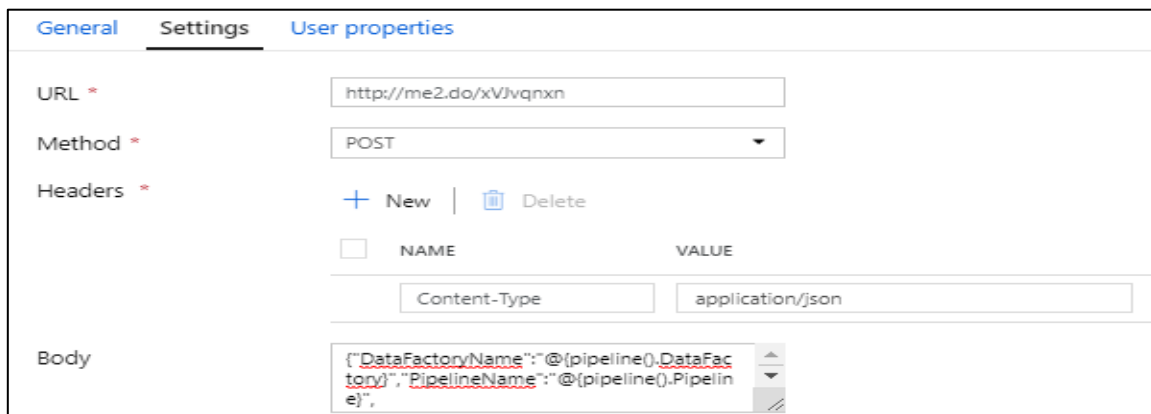 General Settings User properties
URL *
http://me2.do/xVJvqnxn
Method *
POST
Headers *
+ New | Delete
NAME VALUE
Content-Type application/json
Body
{"DataFactoryName":"@{pipeline().DataFac
tory}","PipelineName":"@{pipeline().Pipelin
e}",